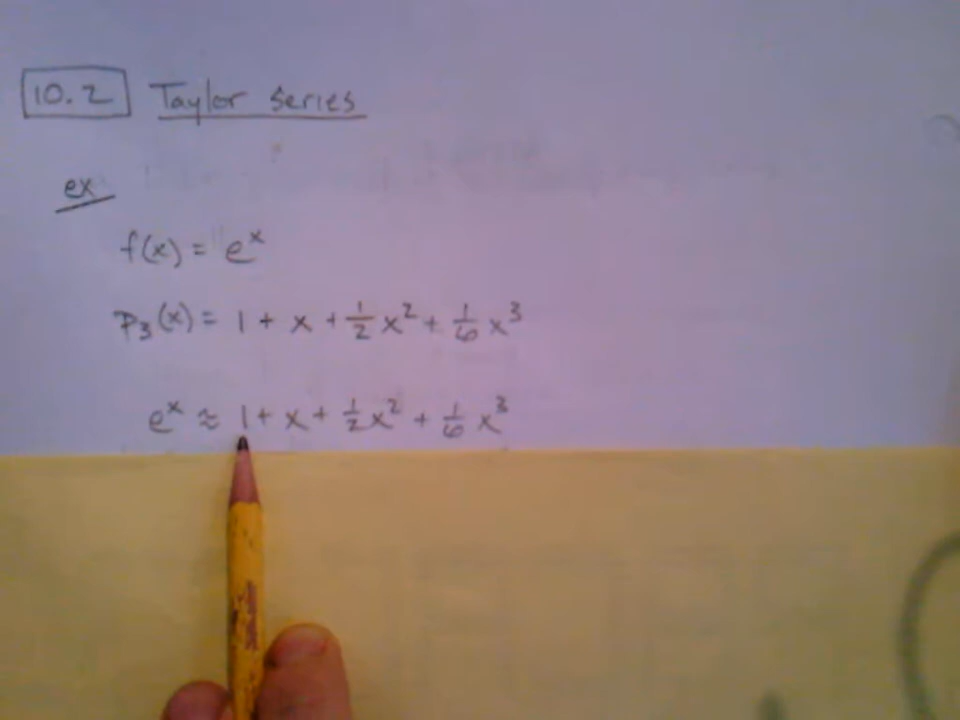 10.2 Taylor series
ex
f(x) = e^x
P_3(x) = 1 + x + 1/2 x^2 + 1/6 x^3
e^x ≈ 1 + x + 1/2 x^2 + 1/6 x^3